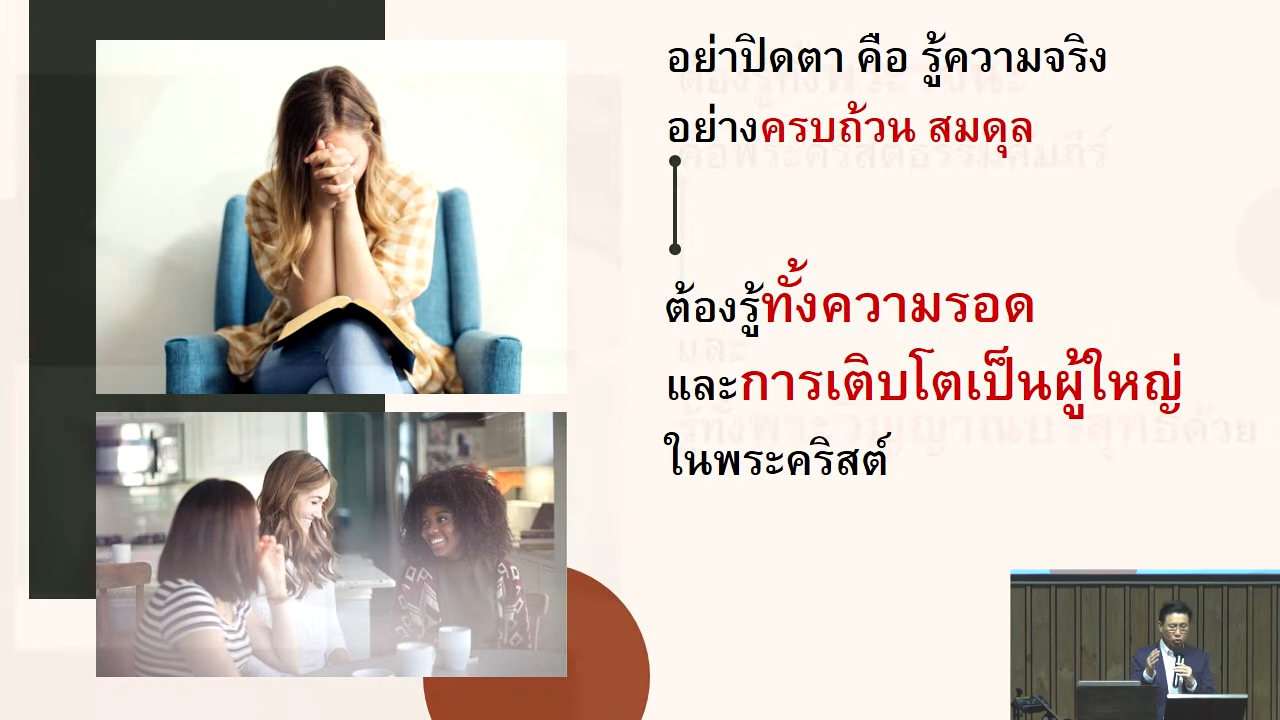 อย่าปิดตา คือ รู้ความจริง
อย่างครบถ้วน สมดุล
ต้องรู้ทั้งความรอด
และการเติบโตเป็นผู้ใหญ่
ในพระคริสต์